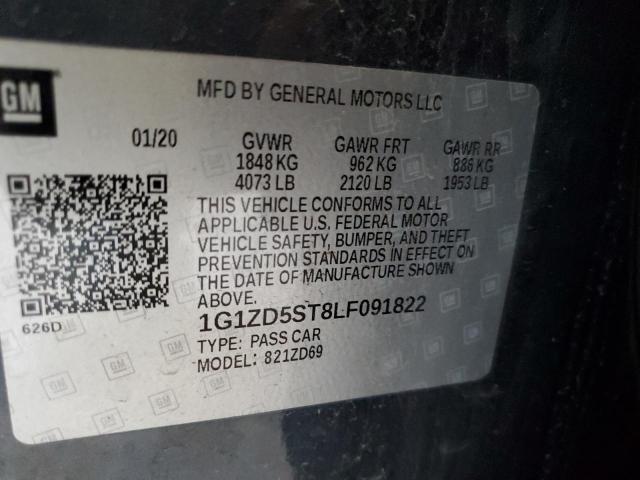 GM
MFD BY GENERAL MOTORS LLC
01/20 GVWR GAWR FRT GAWR RR
1848 KG 962 KG 886 KG
4073 LB 2120 LB 1953 LB
THIS VEHICLE CONFORMS TO ALL
APPLICABLE U.S. FEDERAL MOTOR
VEHICLE SAFETY, BUMPER, AND THEFT
PREVENTION STANDARDS IN EFFECT ON
THE DATE OF MANUFACTURE SHOWN
ABOVE.
626D
1G1ZD5ST8LF091822
TYPE: PASS CAR
MODEL: 821ZD69